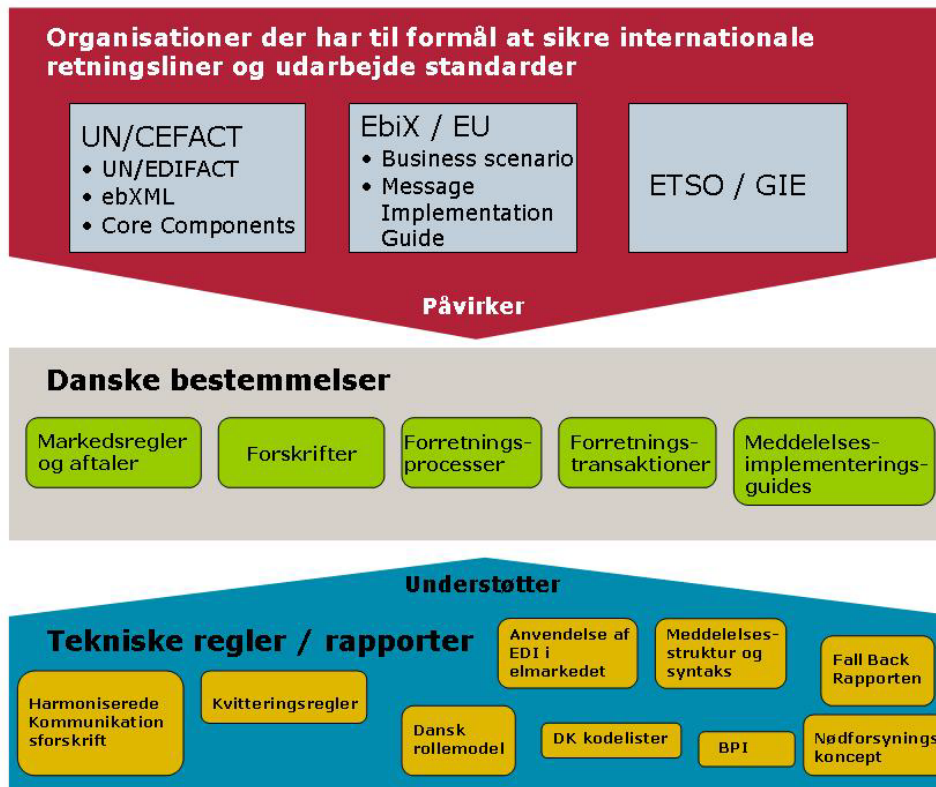 Organisationer der har til formål at sikre internationale
retningsliner og udarbejde standarder
UN/CEFACT
• UN/EDIFACT
• ebXML
• Core Components
EbiX / EU
• Business scenario
• Message
Implementation
Guide
ETSO / GIE
Påvirker
Danske bestemmelser
Markedsregler
og aftaler
Forskrifter
Forretnings-
processer
Forretnings-
transaktioner
Meddelelses-
implementerings-
guides
Understøtter
Tekniske regler / rapporter
Anvendelse af
EDI i
elmarkedet
Meddelelses-
struktur og
syntaks
Fall Back
Rapporten
Harmoniserede
Kommunikation
sforskrift
Kvitteringsregler
Dansk
rollemodel
DK kodelister
BPI
Nødforsynings
koncept